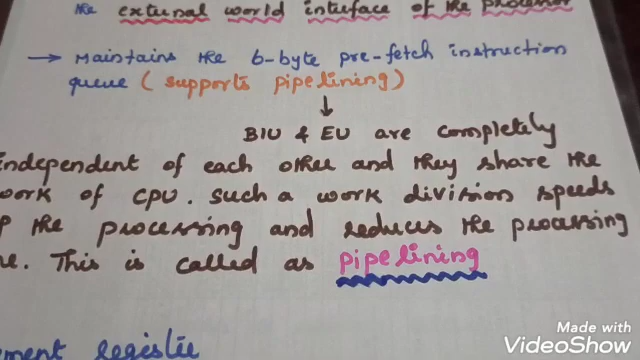 the external world interface of the processor
→ Maintains the 6-byte pre-fetch instruction
queue (supports pipelining)
↓
BIU & EU are completely
independent of each other and they share the
work of CPU. Such a work division speeds
up the processing and reduces the processing
This is called as pipelining
Made with
VideoShow